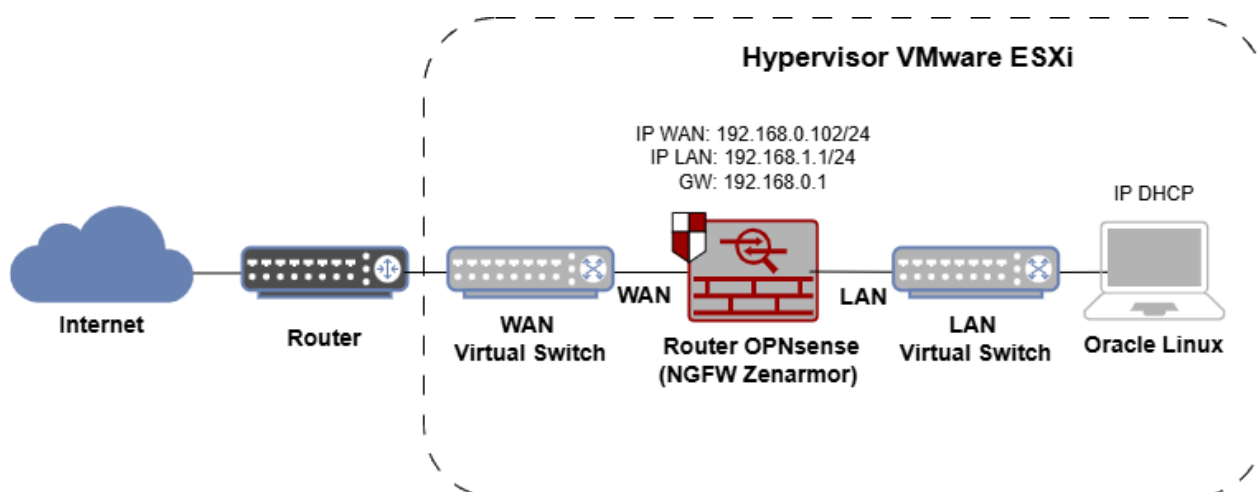 Hypervisor VMware ESXi
IP WAN: 192.168.0.102/24
IP LAN: 192.168.1.1/24
GW: 192.168.0.1
IP DHCP
WAN
LAN
Internet
Router
WAN
Virtual Switch
Router OPNsense
(NGFW Zenarmor)
LAN
Virtual Switch
Oracle Linux